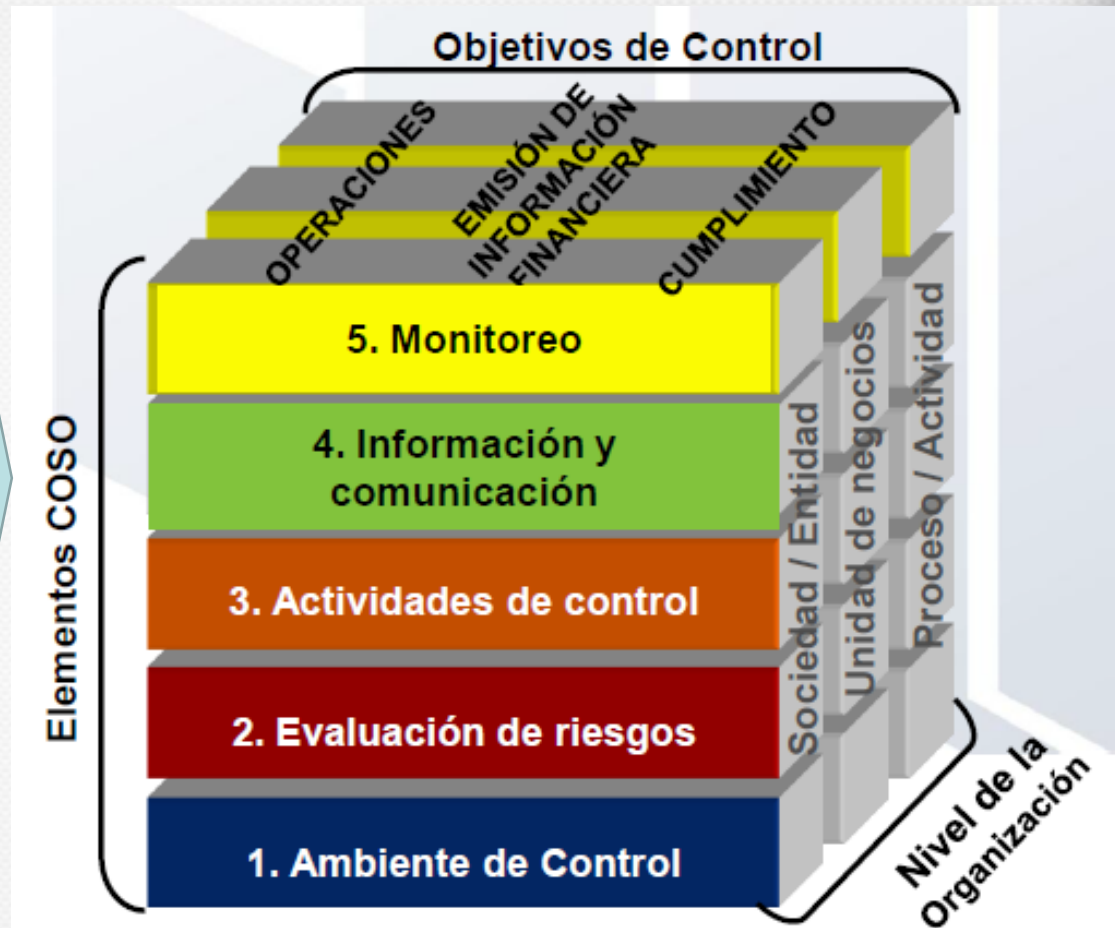 Objetivos de Control
OPERACIONES
EMISIÓN DE
INFORMACIÓN
FINANCIERA
CUMPLIMIENTO
Elementos COSO
5. Monitoreo
4. Información y
comunicación
3. Actividades de control
2. Evaluación de riesgos
1. Ambiente de Control
Sociedad / Entidad
Unidad de negocios
Proceso / Actividad
Nivel de la
Organización